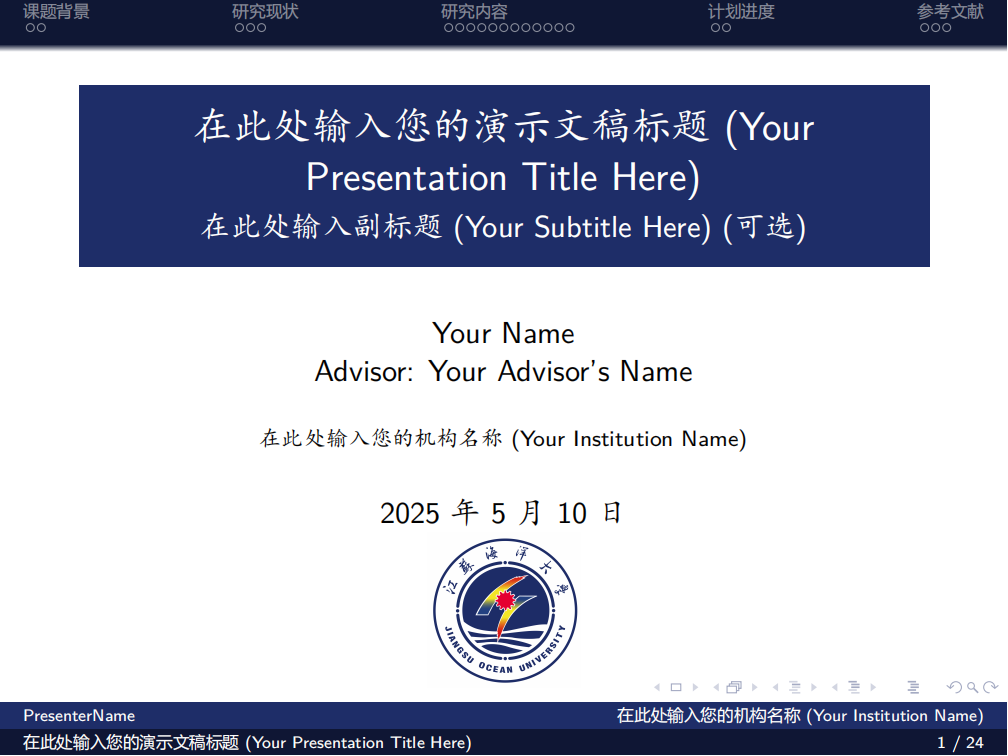 课题背景 研究现状 研究内容 计划进度 参考文献
在此处输入您的演示文稿标题 (Your
Presentation Title Here)
在此处输入副标题 (Your Subtitle Here) (可选)
Your Name
Advisor: Your Advisor's Name
在此处输入您的机构名称 (Your Institution Name)
2025 年 5 月 10 日
江蘇海洋大學
JIANGSU OCEAN UNIVERSITY
PresenterName 在此处输入您的机构名称 (Your Institution Name)
在此处输入您的演示文稿标题 (Your Presentation Title Here) 1 / 24